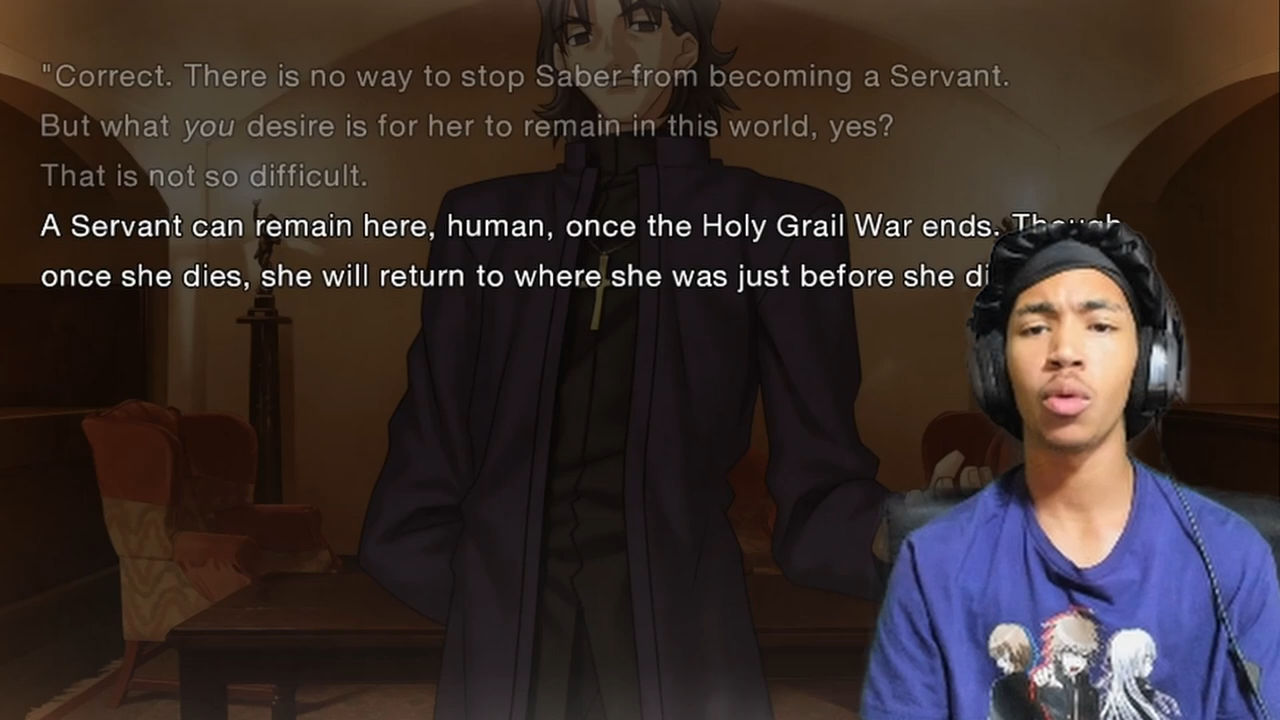 "Correct. There is no way to stop Saber from becoming a Servant.
But what you desire is for her to remain in this world, yes?
That is not so difficult.
A Servant can remain here, human, once the Holy Grail War ends. Though
once she dies, she will return to where she was just before she